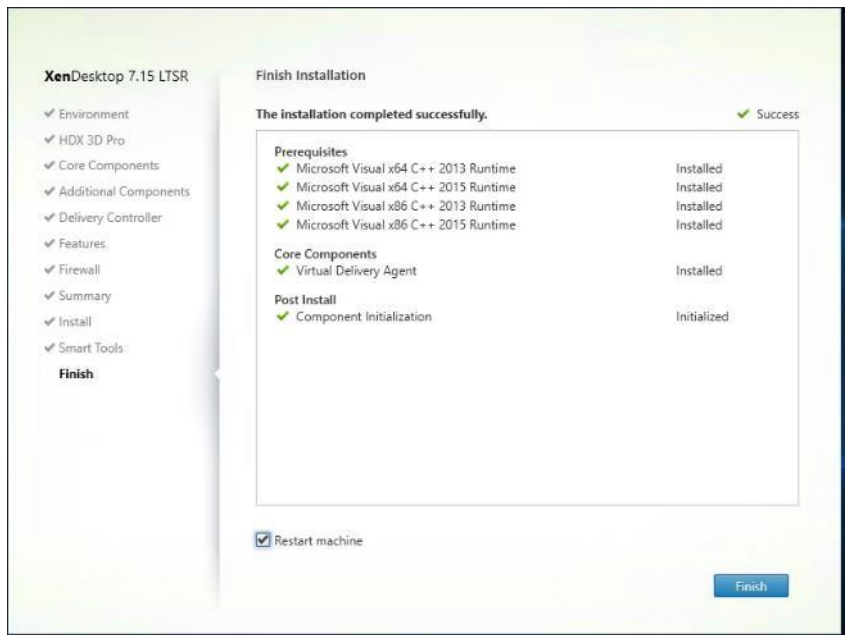 XenDesktop 7.15 LTSR
Environment
HDX 3D Pro
Core Components
Additional Components
Delivery Controller
Features
Firewall
Summary
Install
Smart Tools
Finish
Finish Installation
The installation completed successfully. Success
Prerequisites
Microsoft Visual x64 C++ 2013 Runtime Installed
Microsoft Visual x64 C++ 2015 Runtime Installed
Microsoft Visual x86 C++ 2013 Runtime Installed
Microsoft Visual x86 C++ 2015 Runtime Installed
Core Components
Virtual Delivery Agent Installed
Post Install
Component Initialization Initialized
Restart machine
Finish